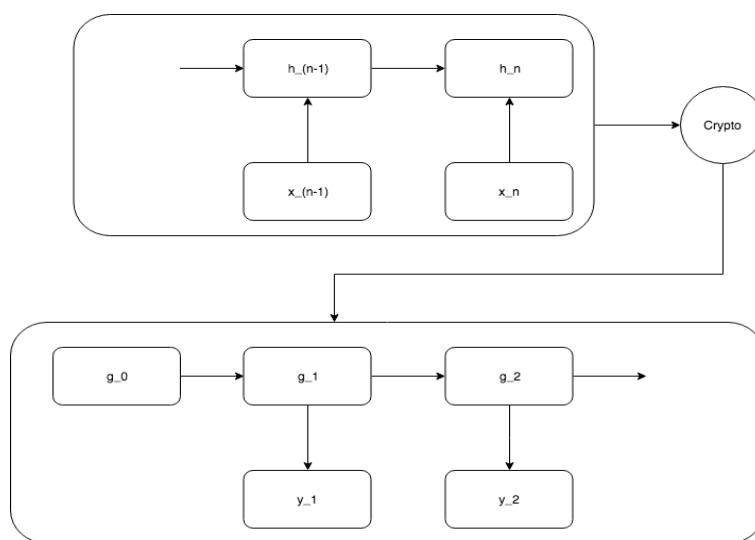 h_(n-1)
h_n
Crypto
x_(n-1)
x_n
g_0
g_1
g_2
y_1
y_2